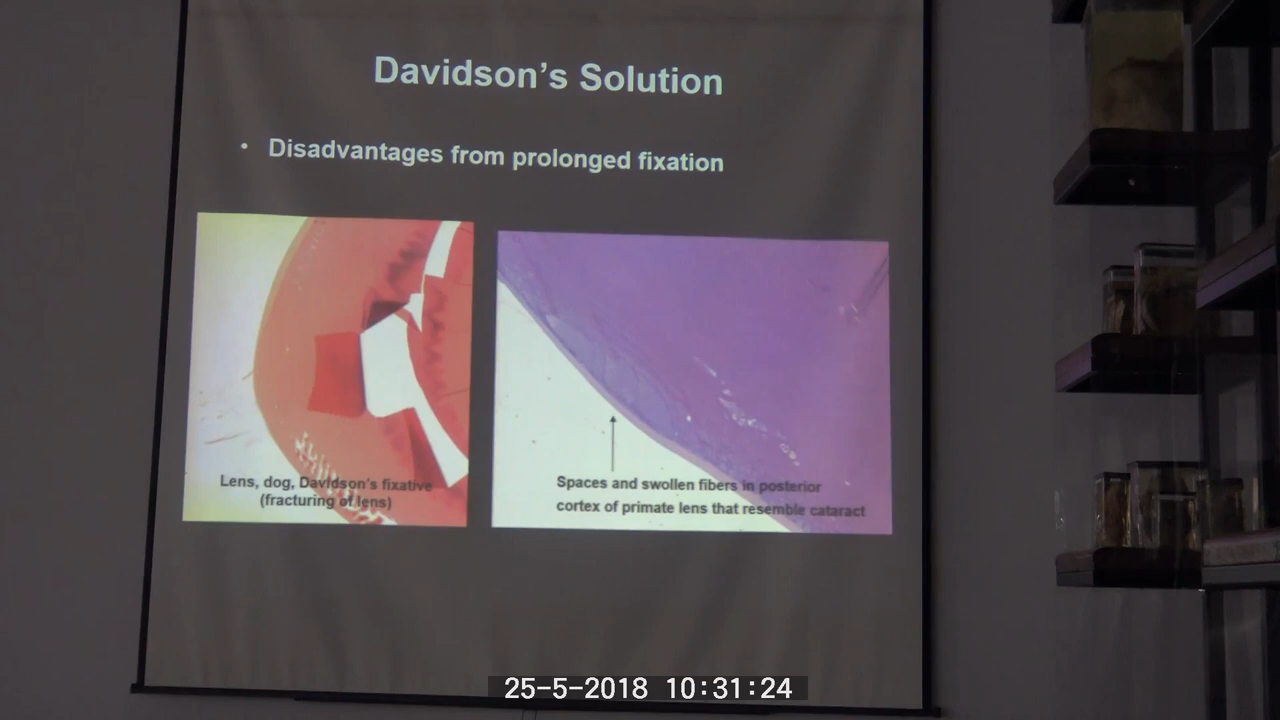 Davidson's Solution
• Disadvantages from prolonged fixation
Lens, dog, Davidson's fixative
(fracturing of lens)
Spaces and swollen fibers in posterior
cortex of primate lens that resemble cataract
25-5-2018 10:31:24